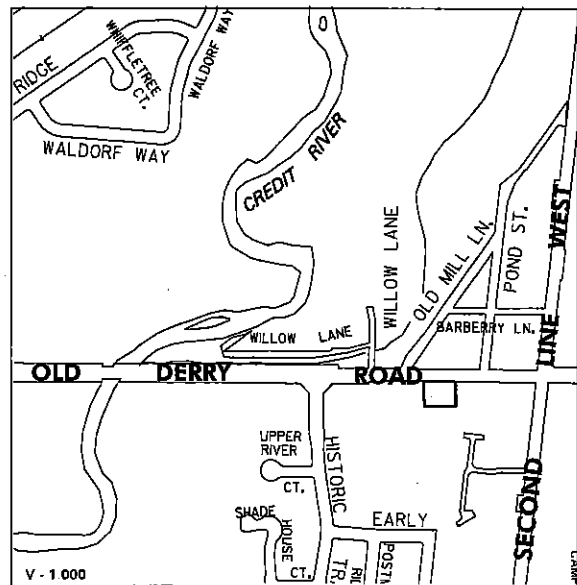 RIDGE
WHIFFLETREE
CT.
WALDORF WAY
WALDORF WAY
CREDIT RIVER
WILLOW LANE
OLD MILL LN.
POND ST.
BARBERRY LN.
WILLOW LANE
OLD DERRY ROAD
SECOND LINE WEST
UPPER
RIVER
CT.
HISTORIC
SHADE
HOUSE
CT.
EARLY
TR.
V - 1.000